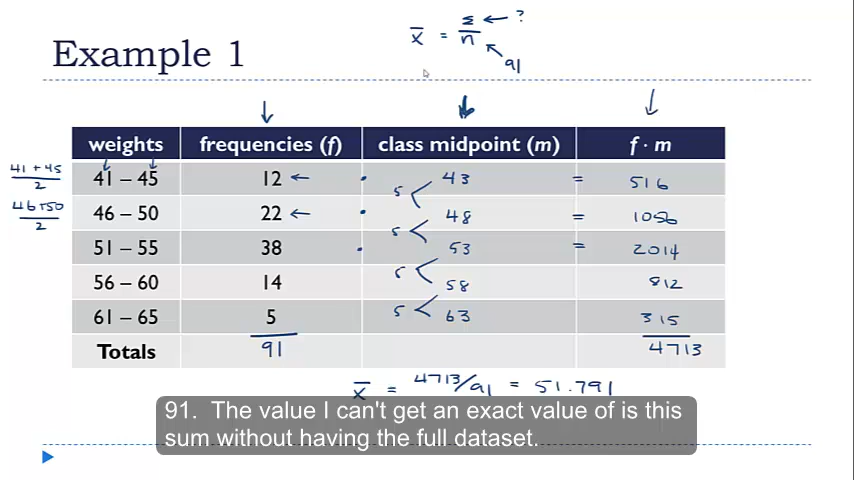 x̄ = Σ/n ← ?
91
Example 1
weights frequencies (f) class midpoint (m) f · m
41+45/2 41 – 45 12 ← • 43 = 516
46+50/2 46 – 50 22 ← • 48 = 1056
51 – 55 38 • 53 = 2014
56 – 60 14 58 812
61 – 65 5 63 315
5
5
5
5
Totals 91 4713
x̄ = 4713/91 = 51.791
91. The value I can't get an exact value of is this
sum without having the full dataset.